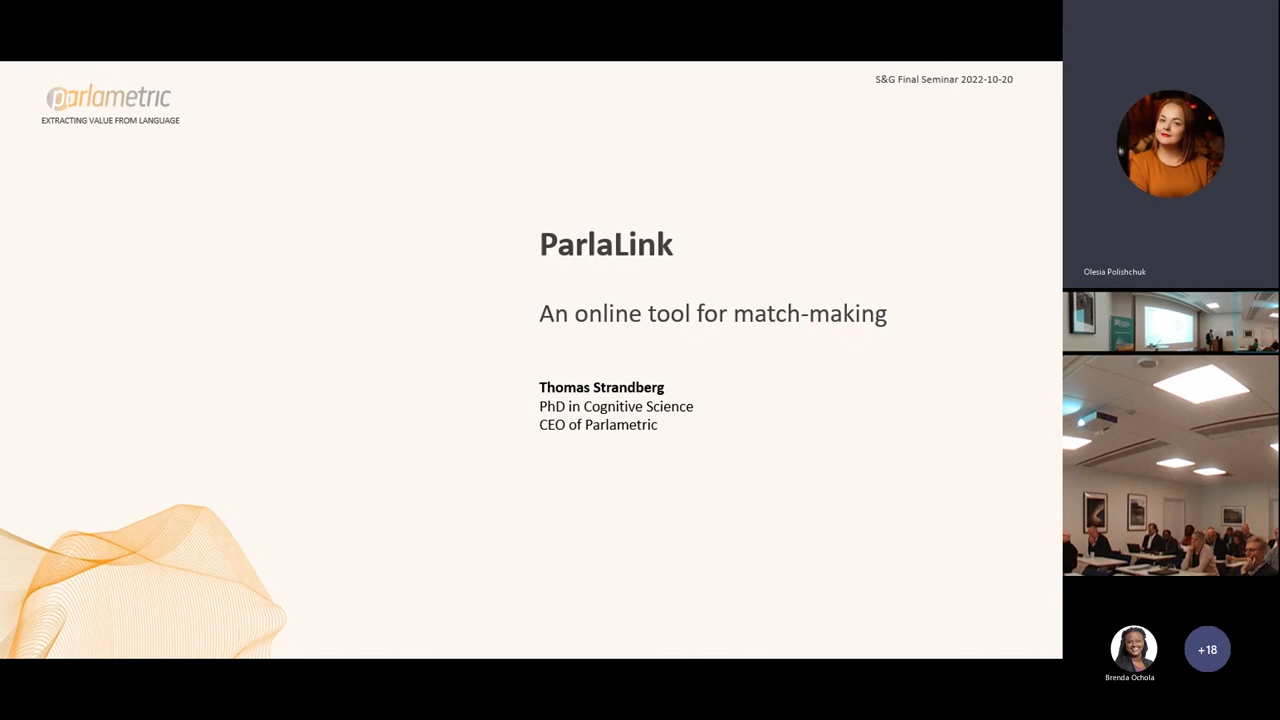 parlametric
EXTRACTING VALUE FROM LANGUAGE
S&G Final Seminar 2022-10-20
ParlaLink
An online tool for match-making
Thomas Strandberg
PhD in Cognitive Science
CEO of Parlametric
Olesia Polishchuk
Brenda Ochola
+18